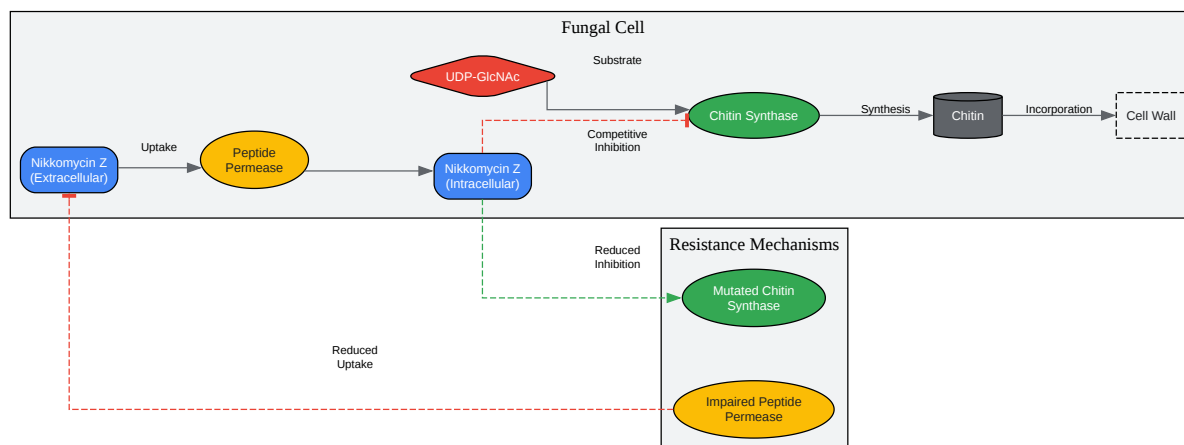 Fungal Cell
UDP-GlcNAc
Substrate
Chitin Synthase
Synthesis
Chitin
Incorporation
Cell Wall
Competitive
Inhibition
Nikkomycin Z
(Extracellular)
Uptake
Peptide
Permease
Nikkomycin Z
(Intracellular)
Resistance Mechanisms
Reduced
Inhibition
Mutated Chitin
Synthase
Reduced
Uptake
Impaired Peptide
Permease